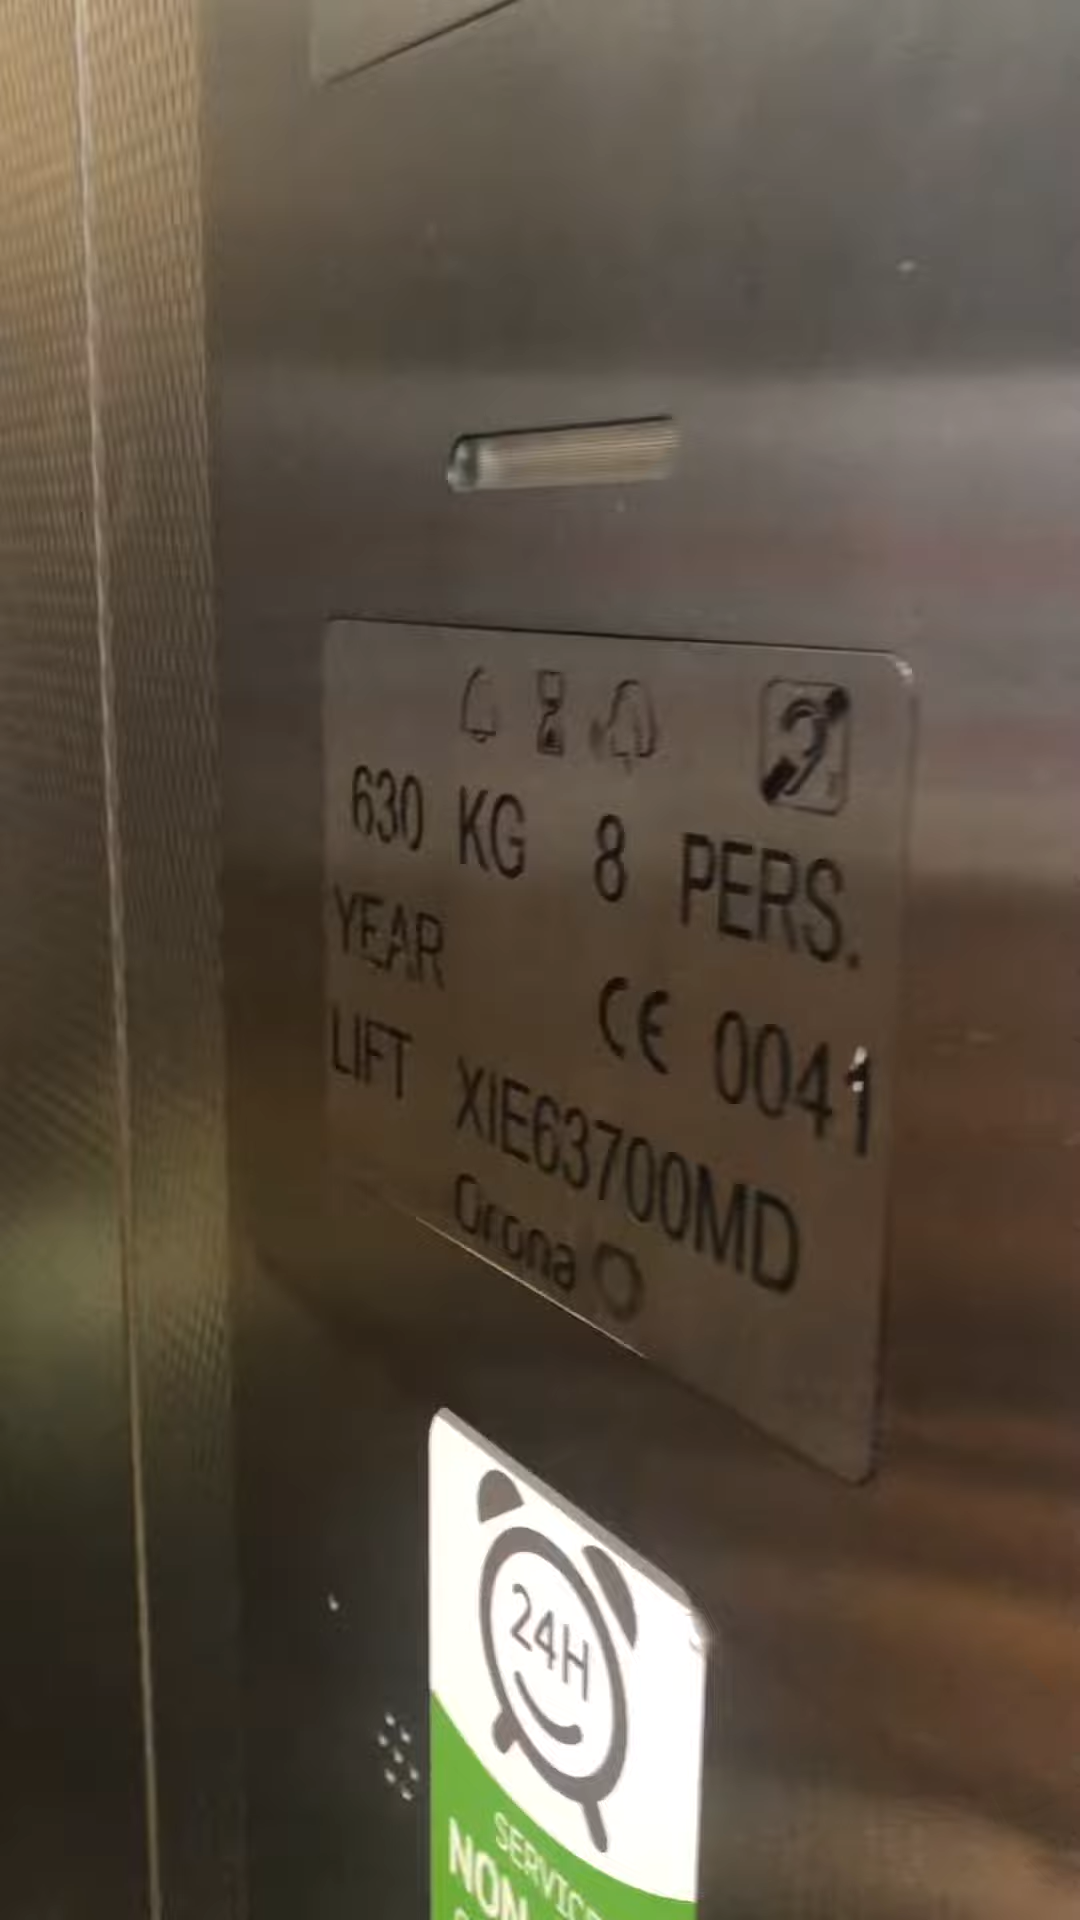 630 KG 8 PERS.
YEAR
CE 0041
LIFT XIE63700MD
Orona
24H
SERVICE
NON